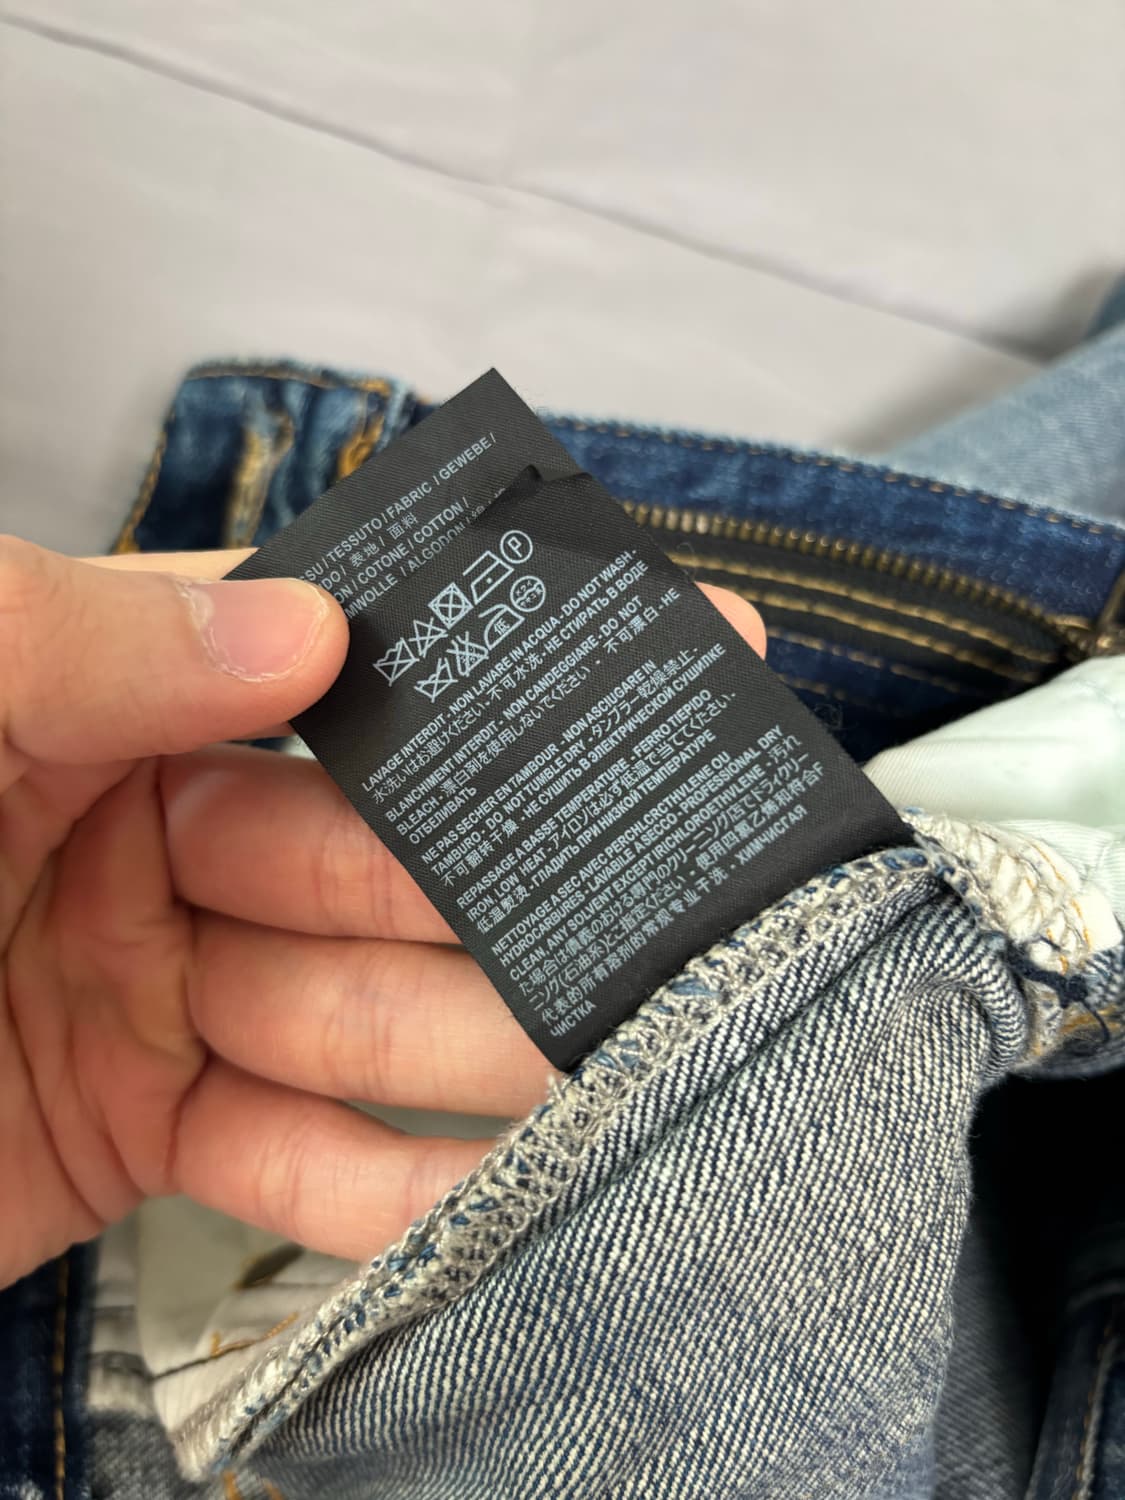 TESSUTO / FABRIC / GEWEBE /
表地 / 面料
/ COTONE / COTTON /
/ ALGODON /
P
低
LAVAGE INTERDIT - NON LAVARE IN ACQUA - DO NOT WASH -
水洗いはお避けください - 不可水洗 - НЕ СТИРАТЬ В ВОДЕ
BLANCHIMENT INTERDIT - NON CANDEGGIARE - DO NOT
BLEACH - 漂白剤を使用しないでください - 不可漂白 - НЕ
ОТБЕЛИВАТЬ
NE PAS SÉCHER EN TAMBOUR - NON ASCIUGARE IN
TAMBURO - DO NOT TUMBLE DRY - タンブラー乾燥禁止 -
不可翻转干燥 - НЕ СУШИТЬ В ЭЛЕКТРИЧЕСКОЙ СУШИЛКЕ
REPASSAGE A BASSE TEMPERATURE - FERRO TIEPIDO
IRON, LOW HEAT, アイロンは必ず低温で当ててください -
低温熨烫 - ГЛАДИТЬ ПРИ НИЗКОЙ ТЕМПЕРАТУРЕ
NETTOYAGE A SEC AVEC PERCHLORETHYLENE OU
HYDROCARBURES - LAVABILE A SECCO - PROFESSIONAL DRY
CLEAN, ANY SOLVENT EXCEPT TRICHLOROETHYLENE - 汚れ
た場合は信頼のおける専門のクリーニング店でドライクリー
ニング(石油系)とご指定ください - 使用四氯乙烯和符合F
代表的所有溶剂的常规专业干洗 - ХИМЧИСТАЯ
ЧИСТКА